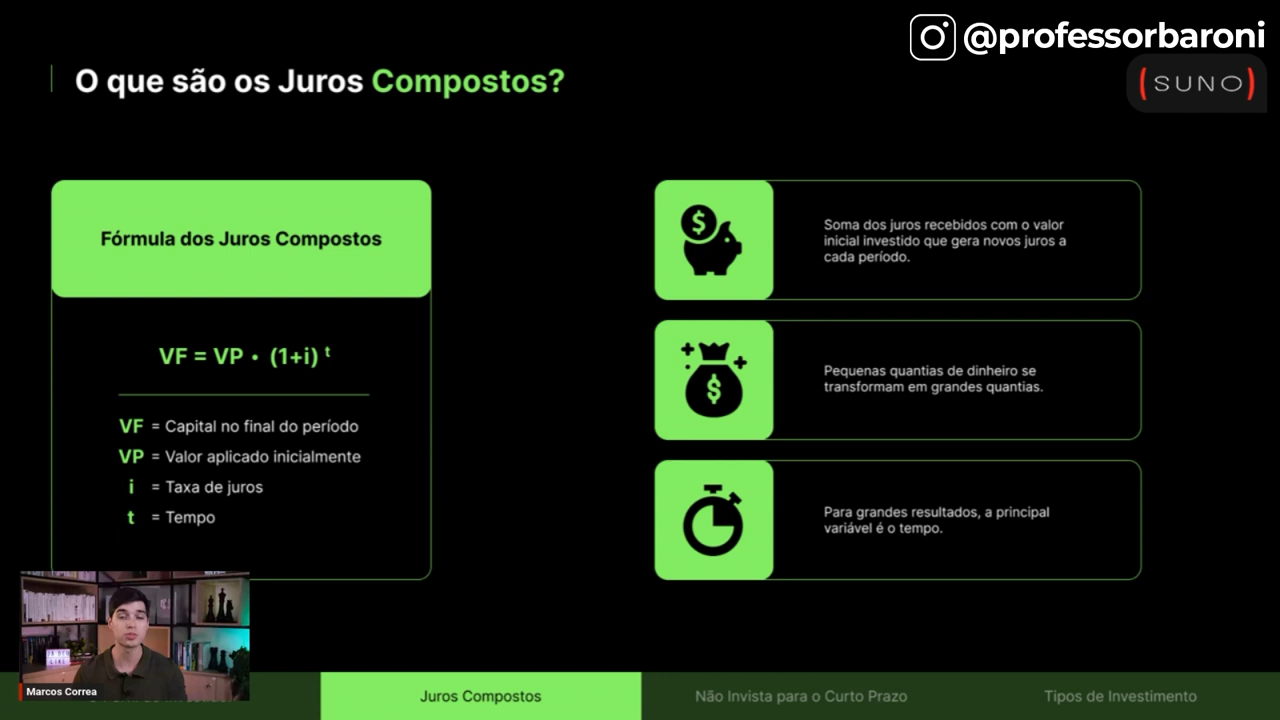 @professorbaroni
(SUNO)
O que são os Juros Compostos?
Fórmula dos Juros Compostos
VF = VP • (1+i) ᵗ
VF = Capital no final do período
VP = Valor aplicado inicialmente
i = Taxa de juros
t = Tempo
Soma dos juros recebidos com o valor
inicial investido que gera novos juros a
cada período.
Pequenas quantias de dinheiro se
transformam em grandes quantias.
Para grandes resultados, a principal
variável é o tempo.
Marcos Correa
Juros Compostos
Não Invista para o Curto Prazo
Tipos de Investimento